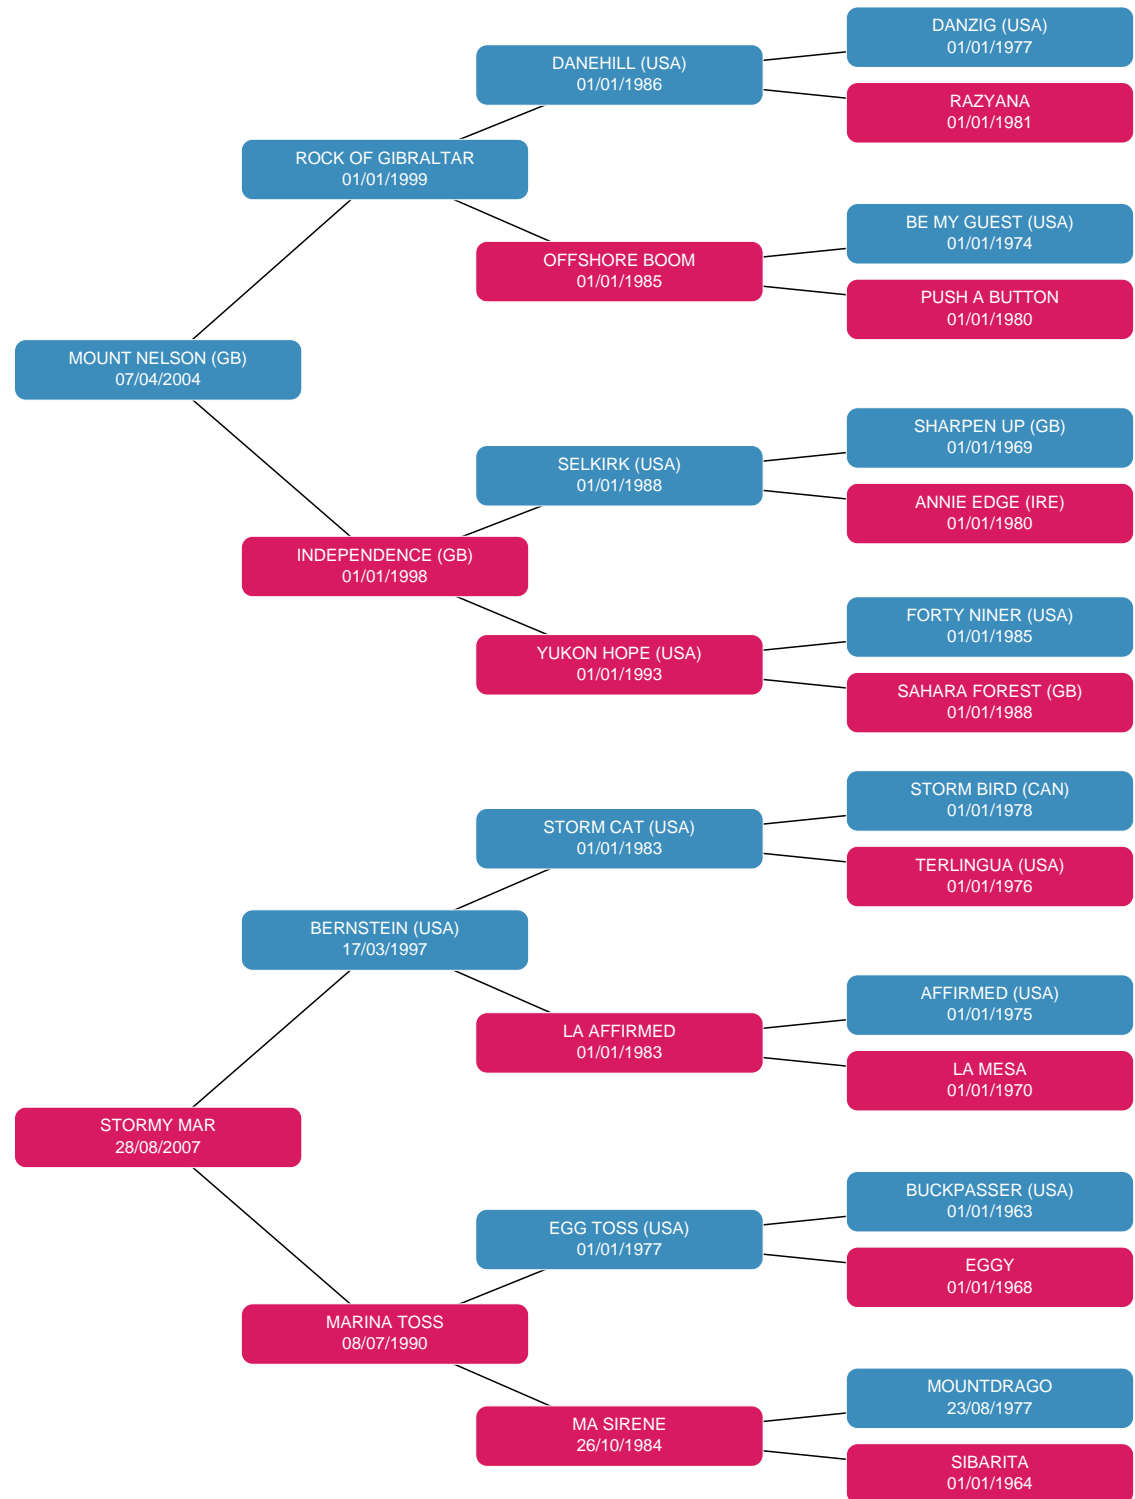 DANZIG (USA)
01/01/1977
DANEHILL (USA)
01/01/1986
RAZYANA
01/01/1981
ROCK OF GIBRALTAR
01/01/1999
BE MY GUEST (USA)
01/01/1974
OFFSHORE BOOM
01/01/1985
PUSH A BUTTON
01/01/1980
MOUNT NELSON (GB)
07/04/2004
SHARPEN UP (GB)
01/01/1969
SELKIRK (USA)
01/01/1988
ANNIE EDGE (IRE)
01/01/1980
INDEPENDENCE (GB)
01/01/1998
FORTY NINER (USA)
01/01/1985
YUKON HOPE (USA)
01/01/1993
SAHARA FOREST (GB)
01/01/1988
STORM BIRD (CAN)
01/01/1978
STORM CAT (USA)
01/01/1983
TERLINGUA (USA)
01/01/1976
BERNSTEIN (USA)
17/03/1997
AFFIRMED (USA)
01/01/1975
LA AFFIRMED
01/01/1983
LA MESA
01/01/1970
STORMY MAR
28/08/2007
BUCKPASSER (USA)
01/01/1963
EGG TOSS (USA)
01/01/1977
EGGY
01/01/1968
MARINA TOSS
08/07/1990
MOUNTDRAGO
23/08/1977
MA SIRENE
26/10/1984
SIBARITA
01/01/1964